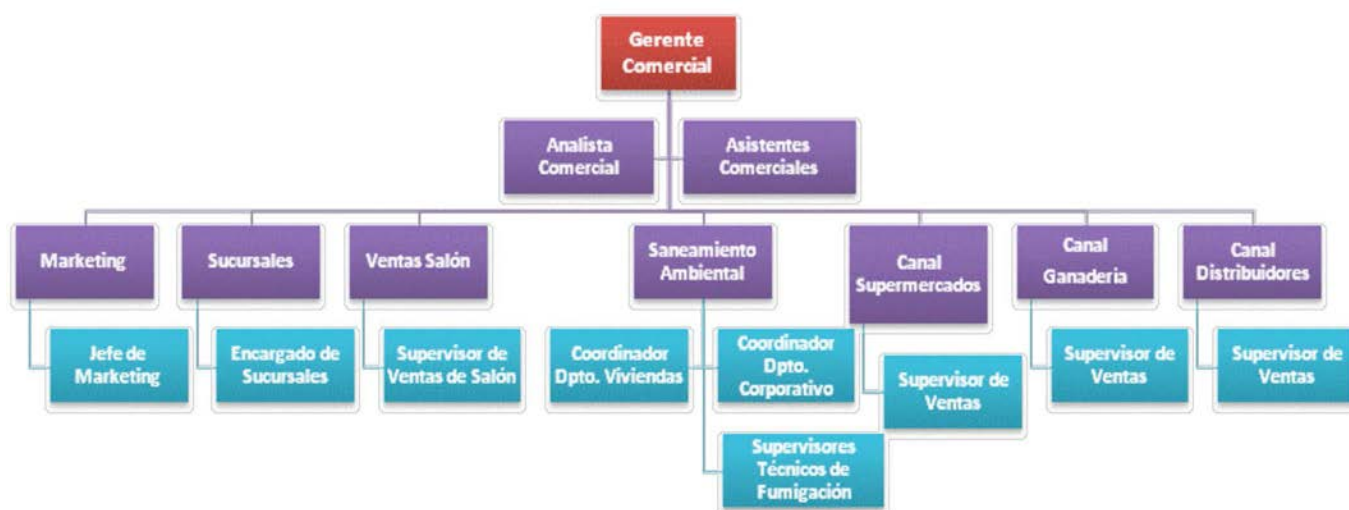 Gerente
Comercial
Analista
Comercial
Asistentes
Comerciales
Marketing
Sucursales
Ventas Salón
Saneamiento
Ambiental
Canal
Supermercados
Canal
Ganaderia
Canal
Distribuidores
Jefe de
Marketing
Encargado de
Sucursales
Supervisor de
Ventas de Salón
Coordinador
Dpto. Viviendas
Coordinador
Dpto.
Corporativo
Supervisor de
Ventas
Supervisor de
Ventas
Supervisor de
Ventas
Supervisores
Técnicos de
Fumigación